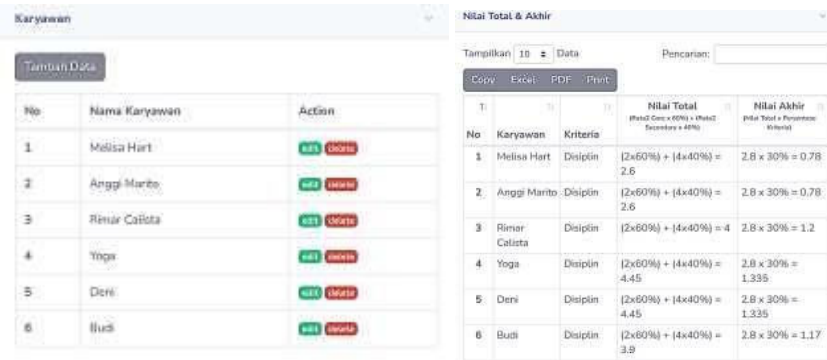 Karyawan
Tambah Data
No Nama Karyawan Action
1 Melisa Hart edit delete
2 Anggi Marito edit delete
3 Rimar Calista edit delete
4 Yoga edit delete
5 Deni edit delete
6 Budi edit delete
Nilai Total & Akhir
Tampilkan 10 Data Pencarian:
Copy Excel PDF Print
No Karyawan Kriteria Nilai Total Nilai Akhir
(Nilai Total x Persentase Kriteria)
1 Melisa Hart Disiplin (2x60%) + (4x40%) = 2.8 x 30% = 0.78
2.6
2 Anggi Marito Disiplin (2x60%) + (4x40%) = 2.8 x 30% = 0.78
2.6
3 Rimar Disiplin (2x60%) + (4x40%) = 4 2.8 x 30% = 1.2
Calista
4 Yoga Disiplin (2x60%) + (4x40%) = 2.8 x 30% =
4.45 1.335
5 Deni Disiplin (2x60%) + (4x40%) = 2.8 x 30% =
4.45 1.335
6 Budi Disiplin (2x60%) + (4x40%) = 2.8 x 30% = 1.17
3.9